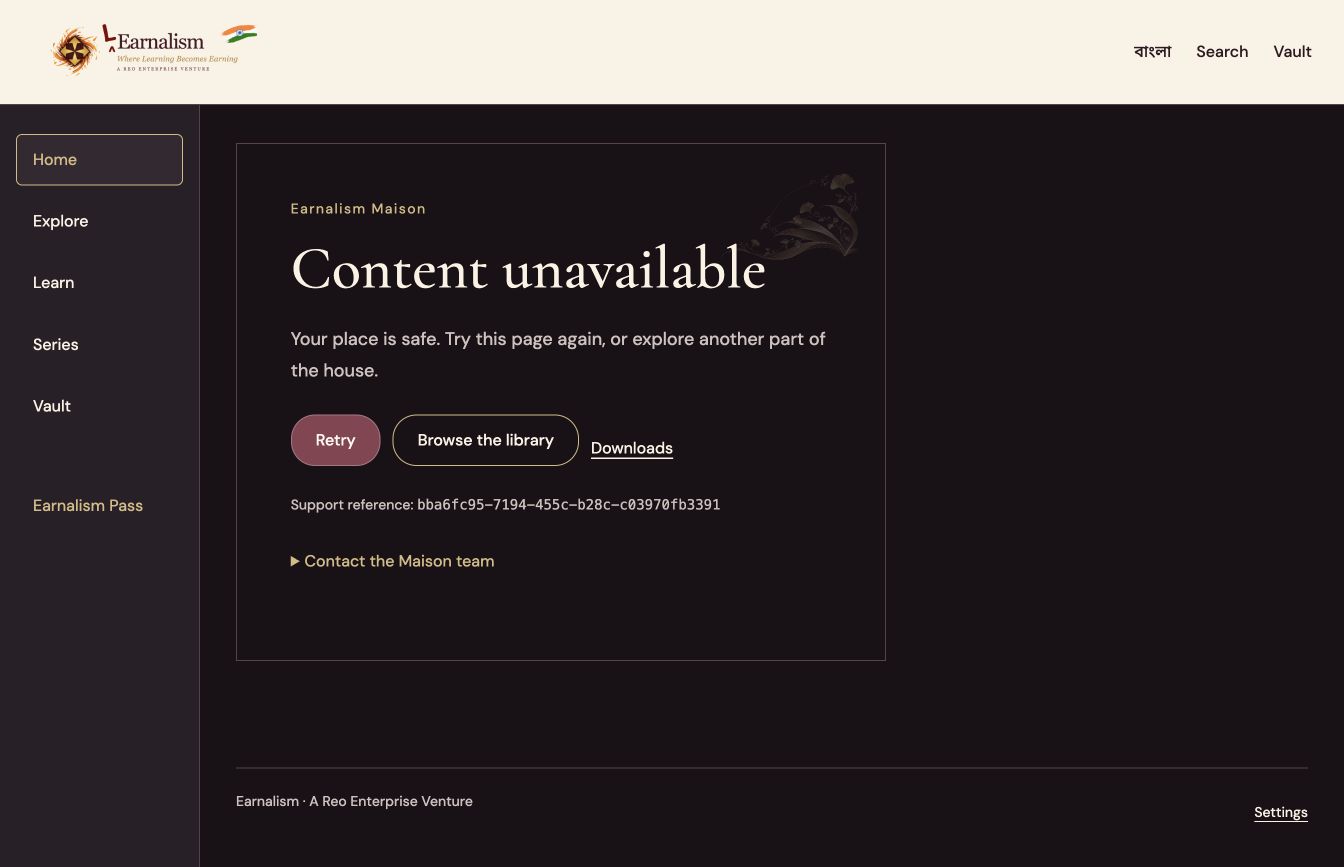 LEarnalism
Where Learning Becomes Earning
A REO ENTERPRISE VENTURE
বাংলা
Search
Vault
Home
Explore
Learn
Series
Vault
Earnalism Pass
Earnalism Maison
Content unavailable
Your place is safe. Try this page again, or explore another part of
the house.
Retry
Browse the library
Downloads
Support reference: bba6fc95-7194-455c-b28c-c03970fb3391
▶ Contact the Maison team
Earnalism · A Reo Enterprise Venture
Settings